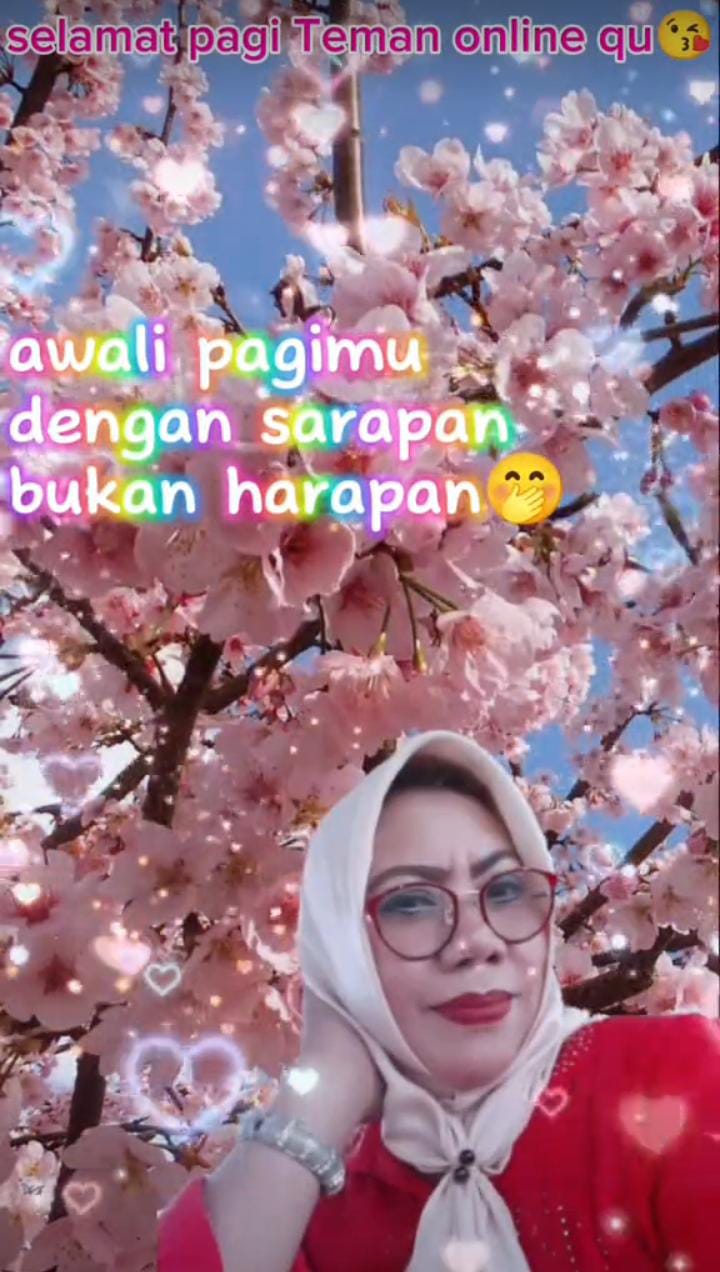 selamat pagi Teman online qu😘
awali pagimu
dengan sarapan
bukan harapan🤭